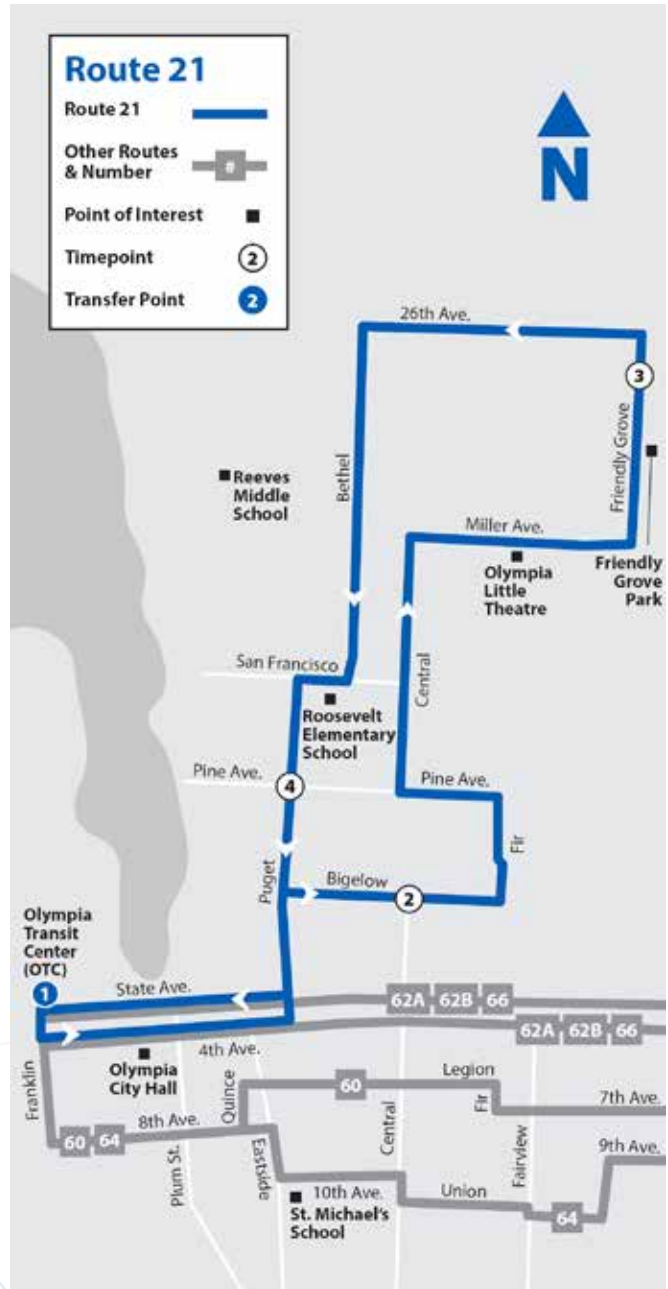 Route 21
Route 21
Other Routes
& Number
#
Point of Interest
Timepoint
2
Transfer Point
2
N
26th Ave.
3
Friendly Grove
Bethel
Reeves
Middle
School
Miller Ave.
Olympia
Little
Theatre
Friendly
Grove
Park
San Francisco
Central
Roosevelt
Elementary
School
Pine Ave.
4
Pine Ave.
Fir
Puget
Bigelow
2
Olympia
Transit
Center
(OTC)
1
State Ave.
62A 62B 66
62A 62B 66
4th Ave.
Olympia
City Hall
Franklin
Quince
60
Legion
Fir
7th Ave.
60 64
8th Ave.
Plum St.
Eastside
Central
Fairview
9th Ave.
10th Ave.
Union
64
St. Michael's
School